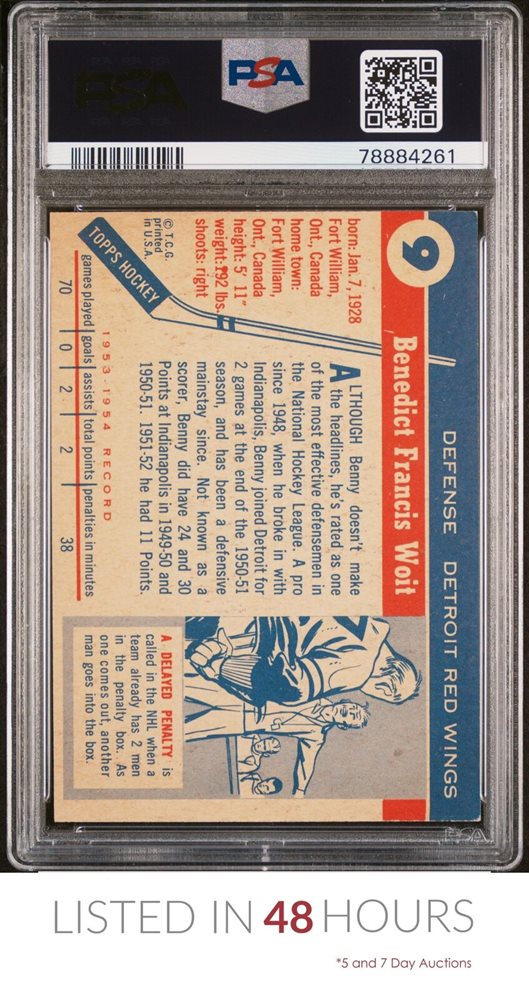 PSA
78884261
9
DEFENSE DETROIT RED WINGS
Benedict Francis Woit
born: Jan. 7, 1928
Fort William,
Ont., Canada
home town:
Fort William,
Ont., Canada
height: 5' 11"
weight: 192 lbs.
shoots: right
© T.C.G.
printed
in U.S.A.
TOPPS HOCKEY
ALTHOUGH Benny doesn't make
the headlines, he's rated as one
of the most effective defensemen in
the National Hockey League. A pro
since 1948, when he broke in with
Indianapolis, Benny joined Detroit for
2 games at the end of the 1950-51
season, and has been a defensive
mainstay since. Not known as a
scorer, Benny did have 24 and 30
Points at Indianapolis in 1949-50 and
1950-51. 1951-52 he had 11 Points.
1953-1954 RECORD
games played goals assists total points penalties in minutes
70 0 2 2 38
A DELAYED PENALTY is
called in the NHL when a
team already has 2 men
in the penalty box. As
one comes out, another
man goes into the box.
PSA
LISTED IN 48 HOURS
*5 and 7 Day Auctions